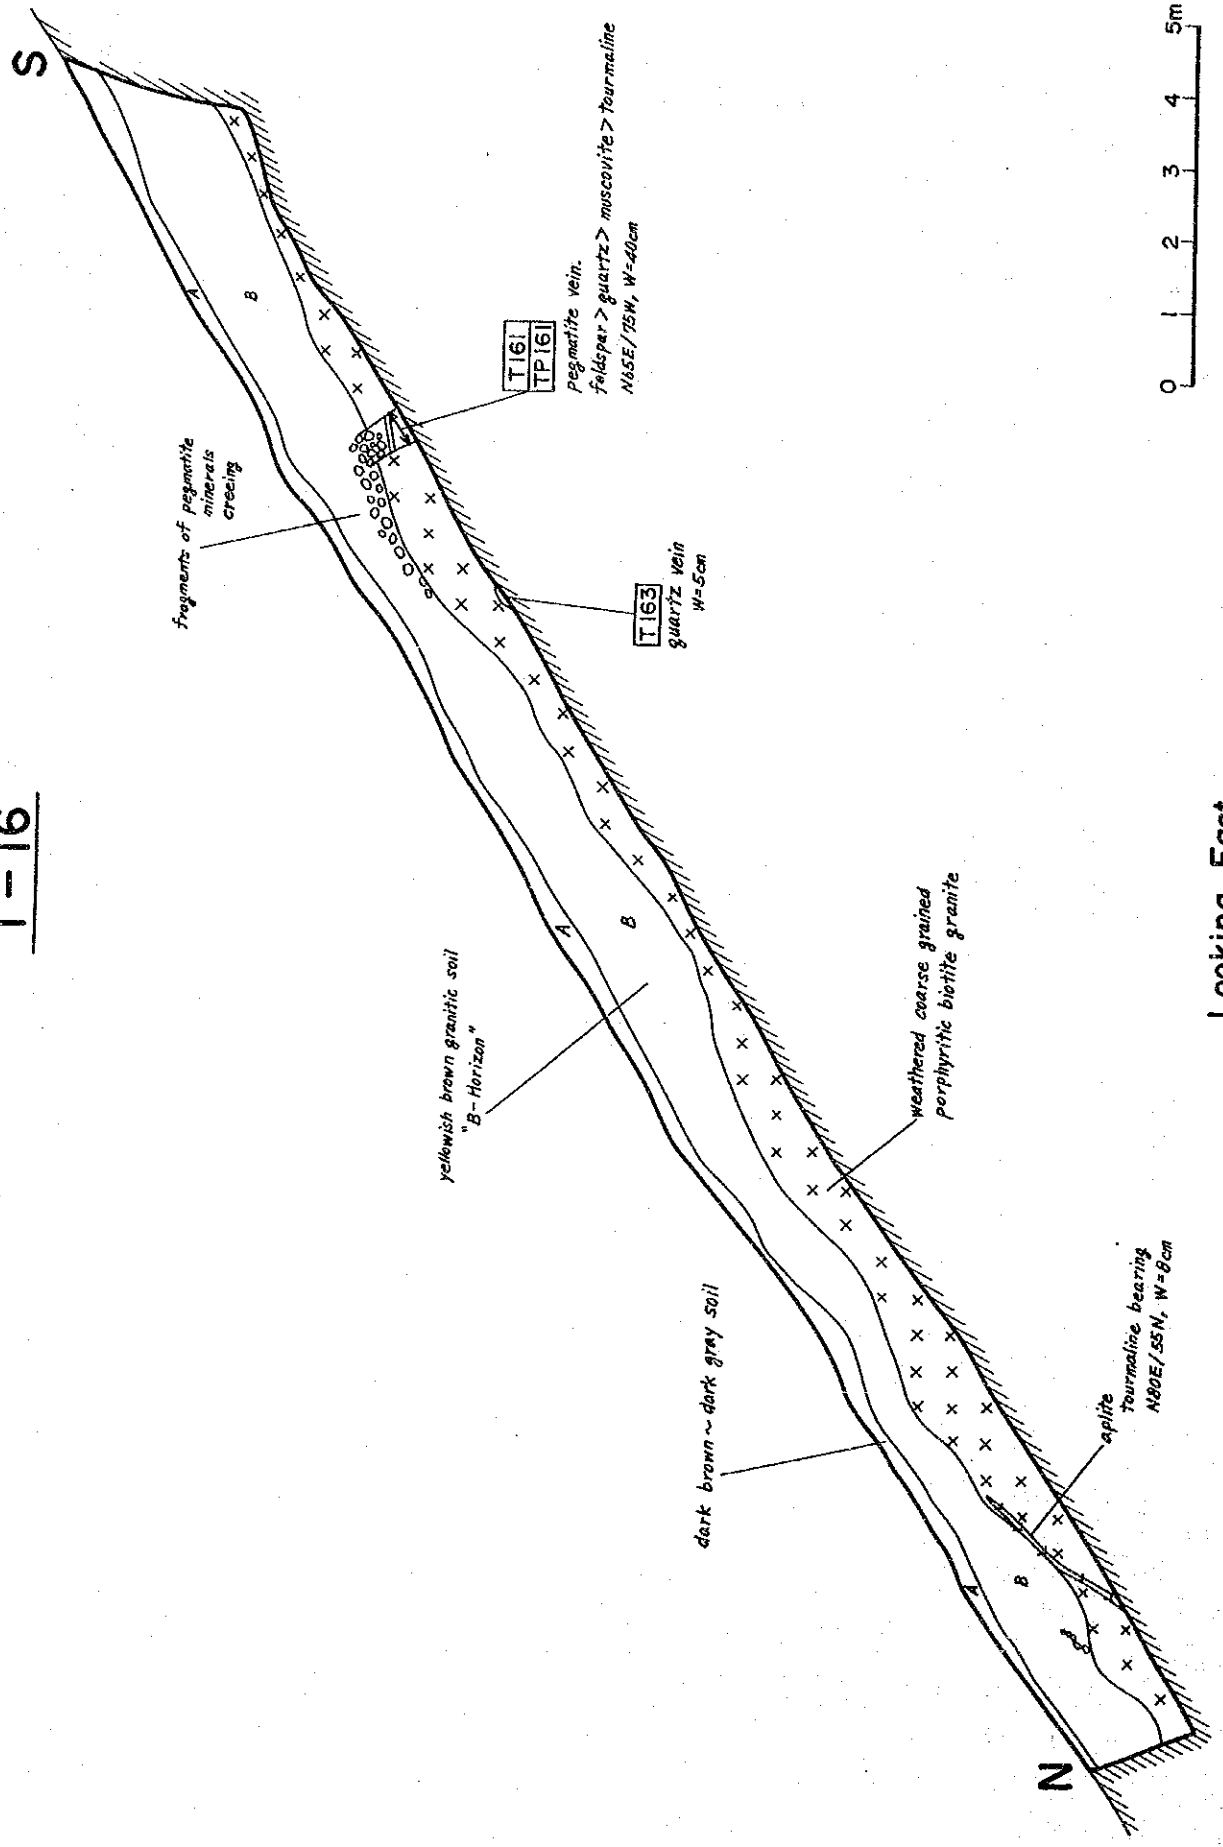 T-16
N
S
fragments of pegmatite
minerals
creeing
yellowish brown granitic soil
"B-Horizon"
dark brown ~ dark gray soil
A
B
A
B
A
B
T161
TP161
pegmatite vein.
feldspar > quartz > muscovite > tourmaline
N65E/75W, W=40cm
T163
quartz vein
W=5cm
weathered coarse grained
porphyritic biotite granite
aplite
tourmaline bearing
N80E/55N, W=8cm
Looking East
0 1 2 3 4 5m